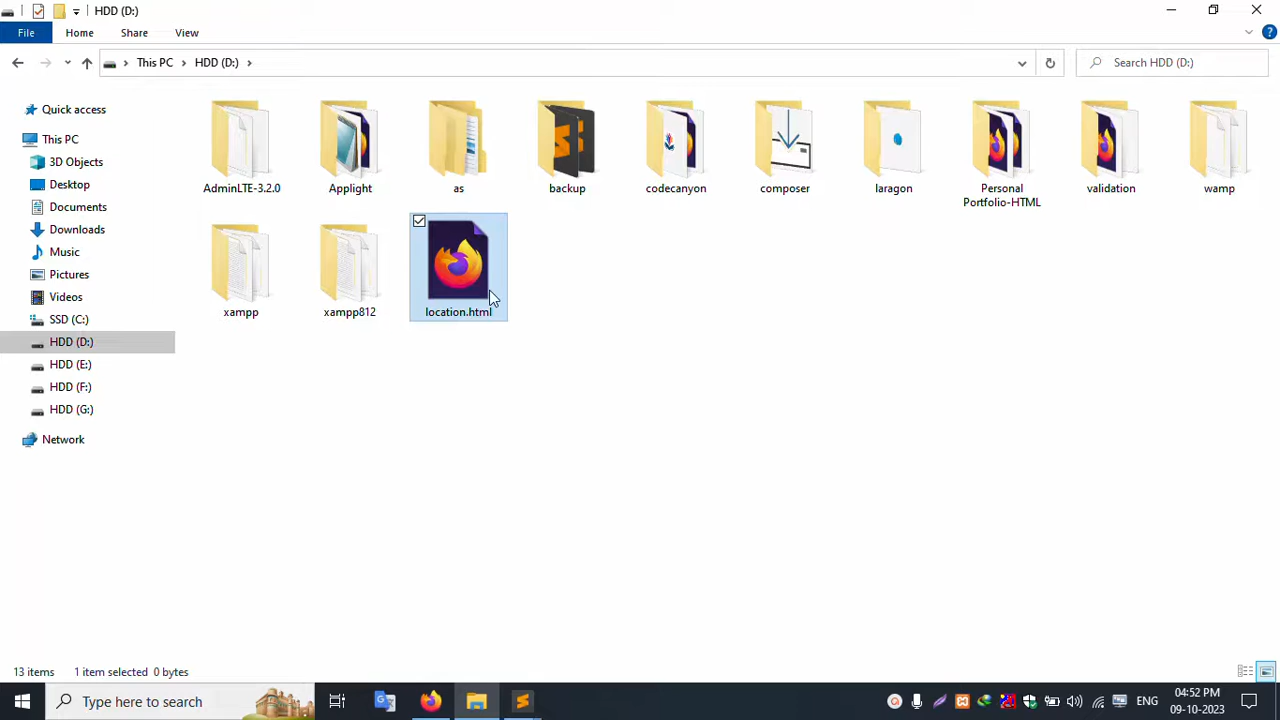 HDD (D:)
File
Home
Share
View
This PC
HDD (D:)
Search HDD (D:)
Quick access
This PC
3D Objects
Desktop
Documents
Downloads
Music
Pictures
Videos
SSD (C:)
HDD (D:)
HDD (E:)
HDD (F:)
HDD (G:)
Network
AdminLTE-3.2.0
Applight
as
backup
codecanyon
composer
laragon
Personal
Portfolio-HTML
validation
wamp
xampp
xampp812
location.html
13 items
1 item selected 0 bytes
Type here to search
ENG
04:52 PM
09-10-2023